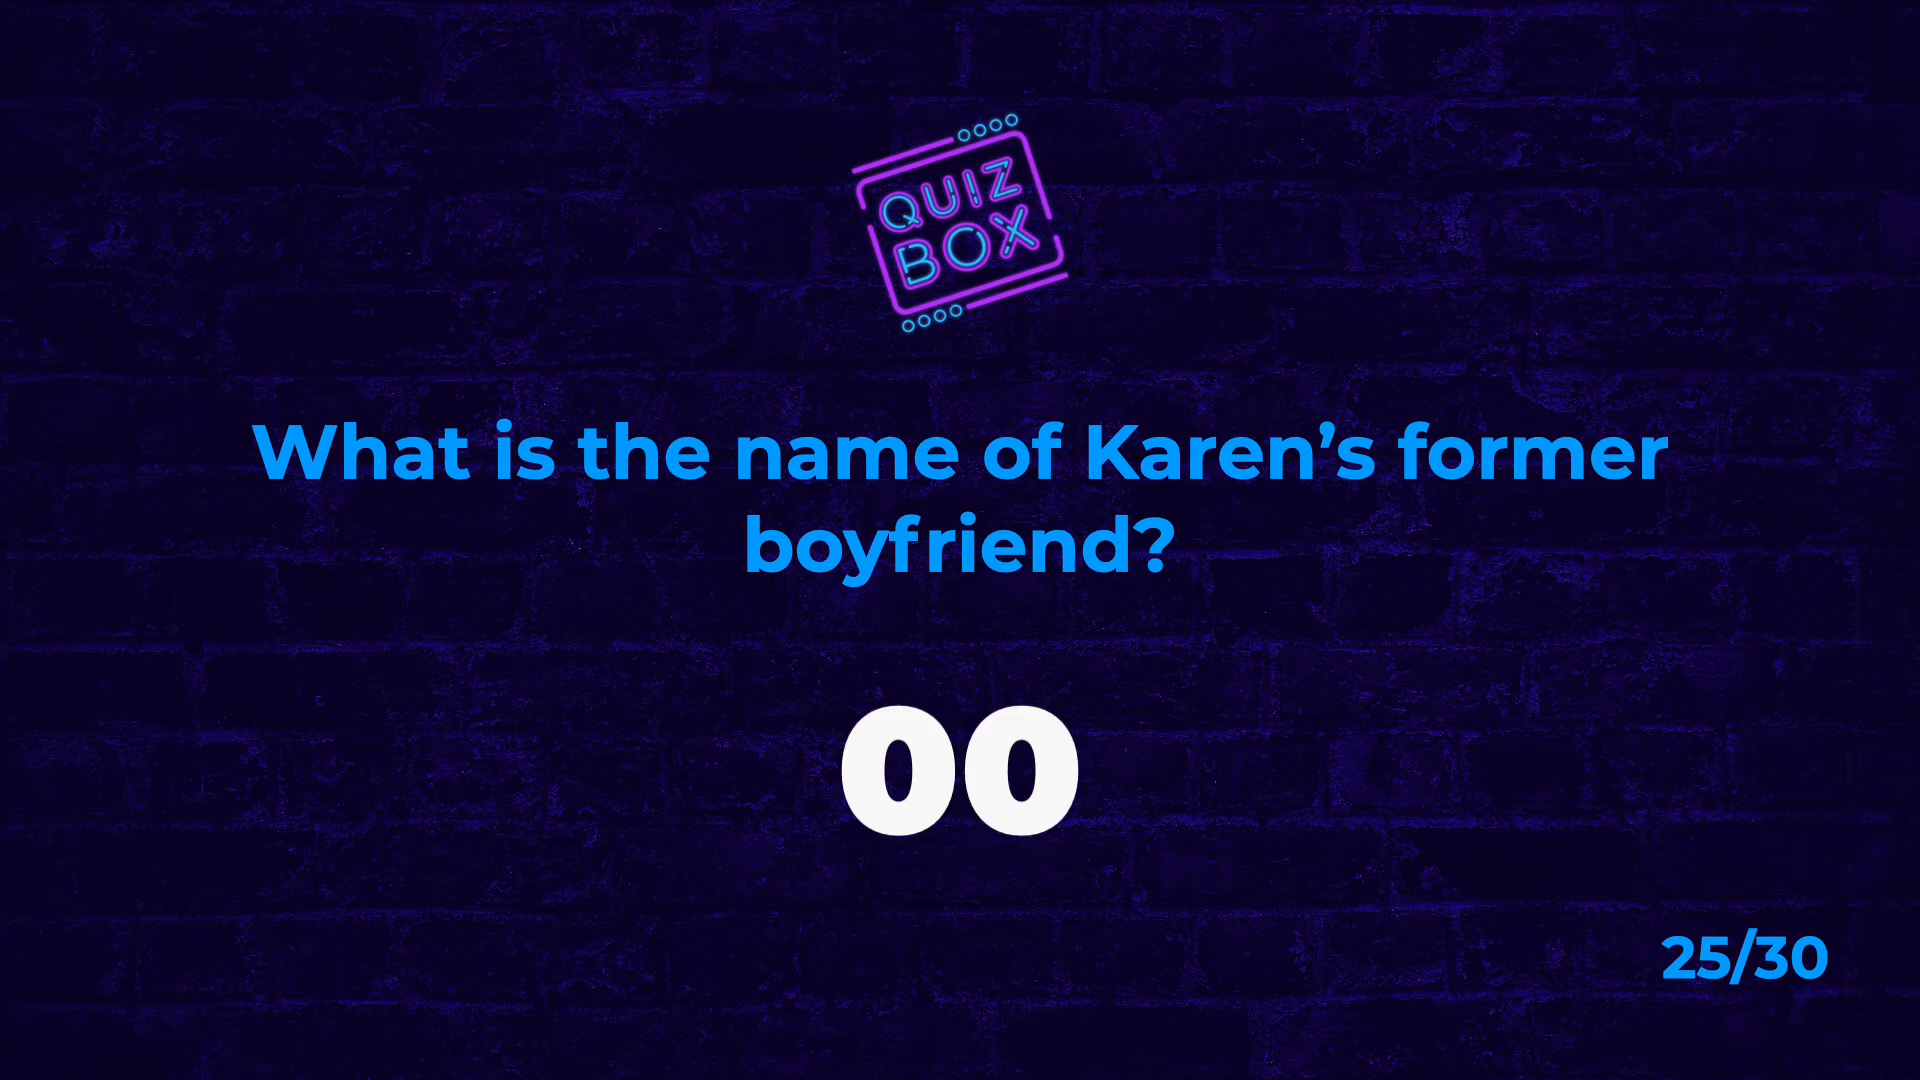 QUIZ
BOX
What is the name of Karen’s former
boyfriend?
00
25/30